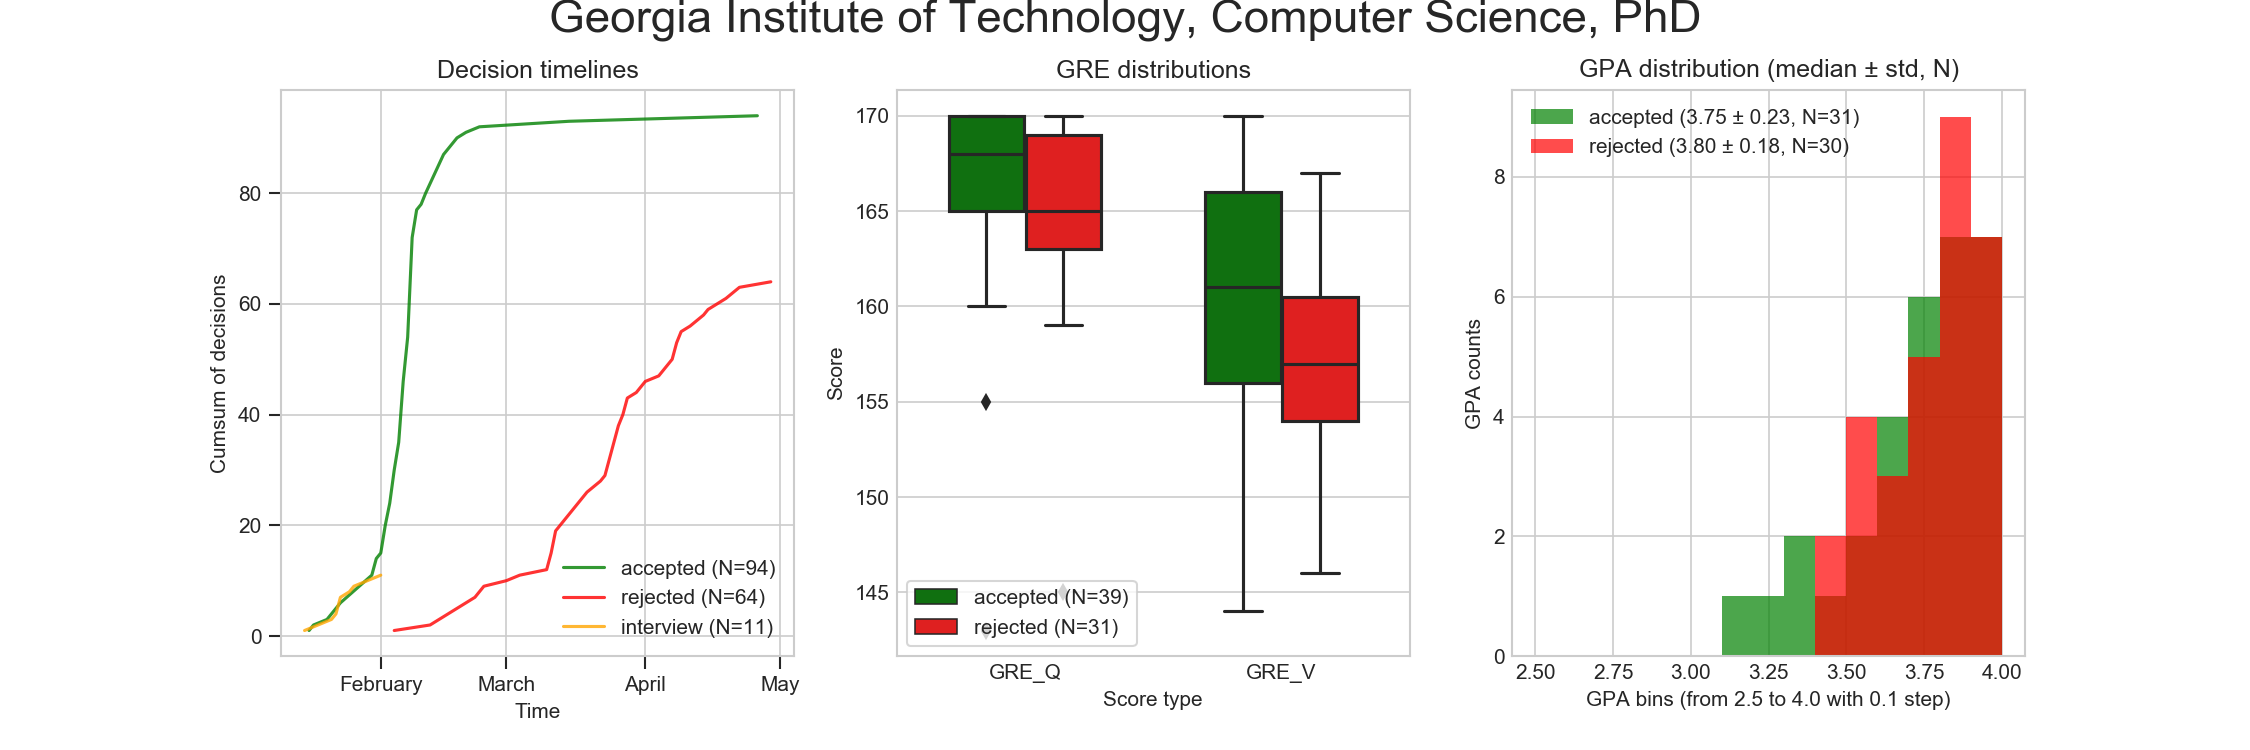 Georgia Institute of Technology, Computer Science, PhD
Decision timelines
Cumsum of decisions
80
60
40
20
0
accepted (N=94)
rejected (N=64)
interview (N=11)
February March April May
Time
GRE distributions
Score
170
165
160
155
150
145
accepted (N=39)
rejected (N=31)
GRE_Q GRE_V
Score type
GPA distribution (median ± std, N)
accepted (3.75 ± 0.23, N=31)
rejected (3.80 ± 0.18, N=30)
GPA counts
8
6
4
2
0
2.50 2.75 3.00 3.25 3.50 3.75 4.00
GPA bins (from 2.5 to 4.0 with 0.1 step)